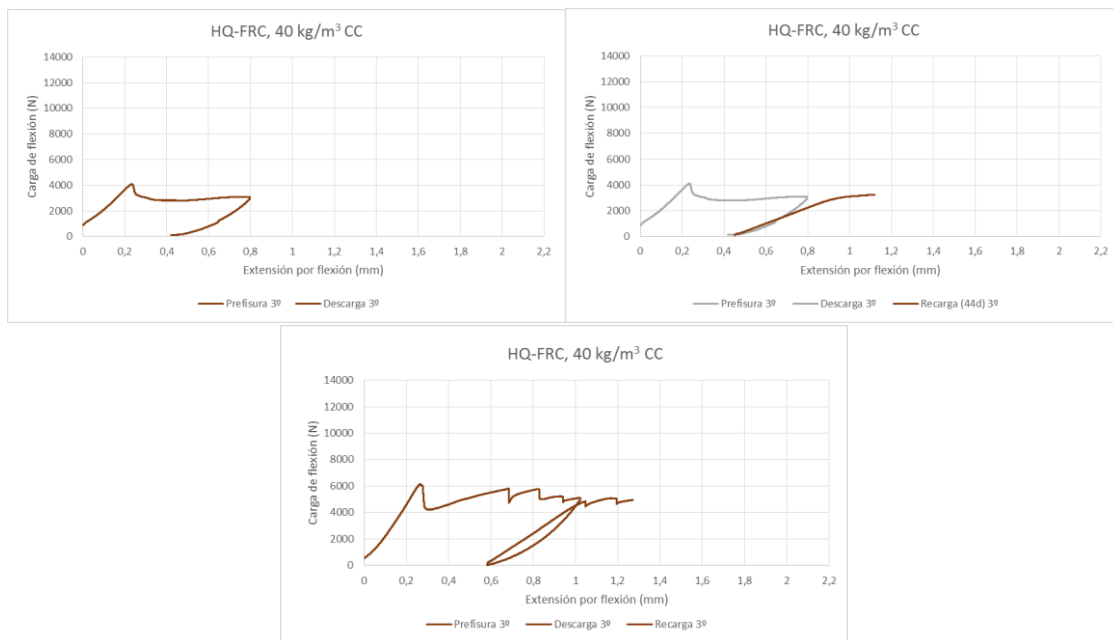 HQ-FRC, 40 kg/m³ CC
Carga de flexión (N)
14000
12000
10000
8000
6000
4000
2000
0
0 0,2 0,4 0,6 0,8 1 1,2 1,4 1,6 1,8 2 2,2
Extensión por flexión (mm)
Prefisura 3º Descarga 3º
HQ-FRC, 40 kg/m³ CC
Carga de flexión (N)
14000
12000
10000
8000
6000
4000
2000
0
0 0,2 0,4 0,6 0,8 1 1,2 1,4 1,6 1,8 2 2,2
Extensión por flexión (mm)
Prefisura 3º Descarga 3º Recarga (44d) 3º
HQ-FRC, 40 kg/m³ CC
Carga de flexión (N)
14000
12000
10000
8000
6000
4000
2000
0
0 0,2 0,4 0,6 0,8 1 1,2 1,4 1,6 1,8 2 2,2
Extensión por flexión (mm)
Prefisura 3º Descarga 3º Recarga 3º